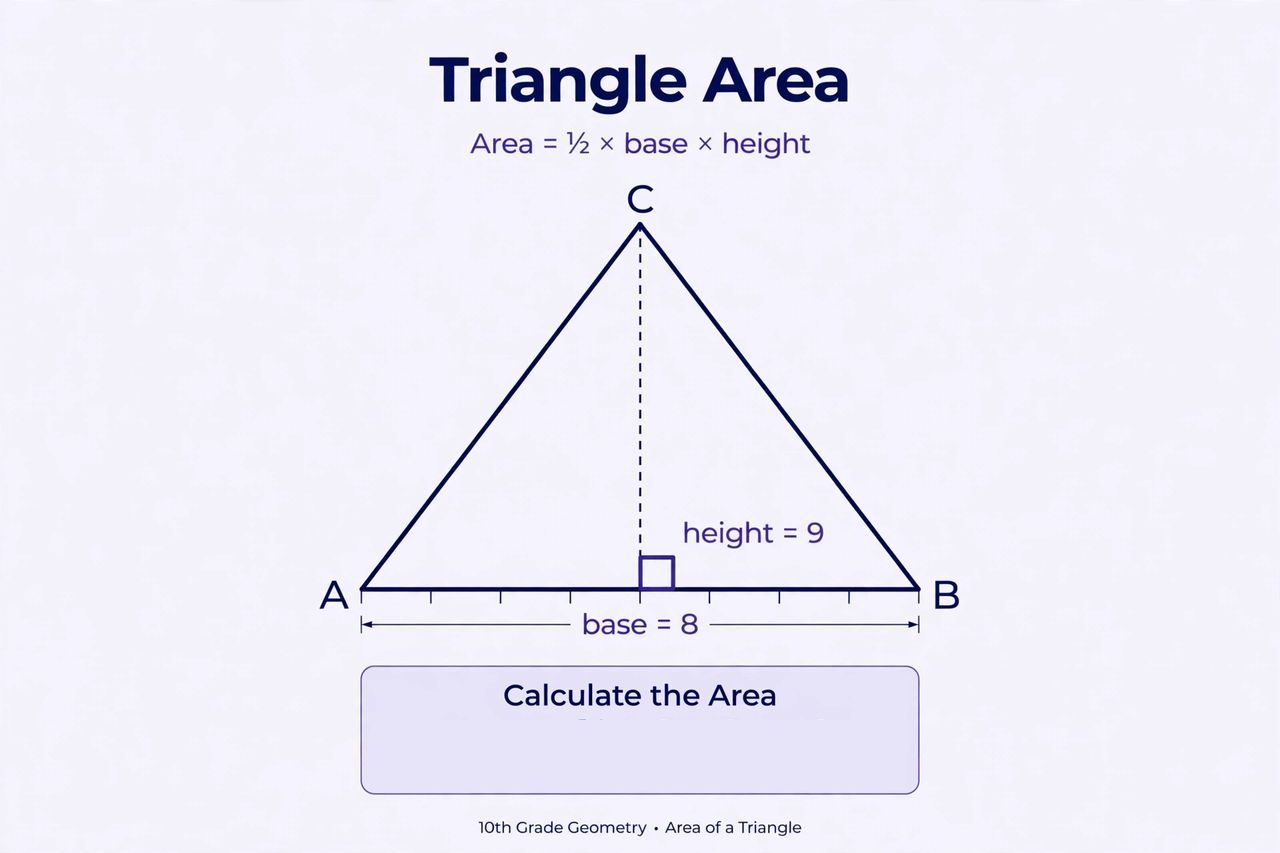 Triangle Area
Area = ½ × base × height
C
height = 9
A
B
base = 8
Calculate the Area
10th Grade Geometry • Area of a Triangle